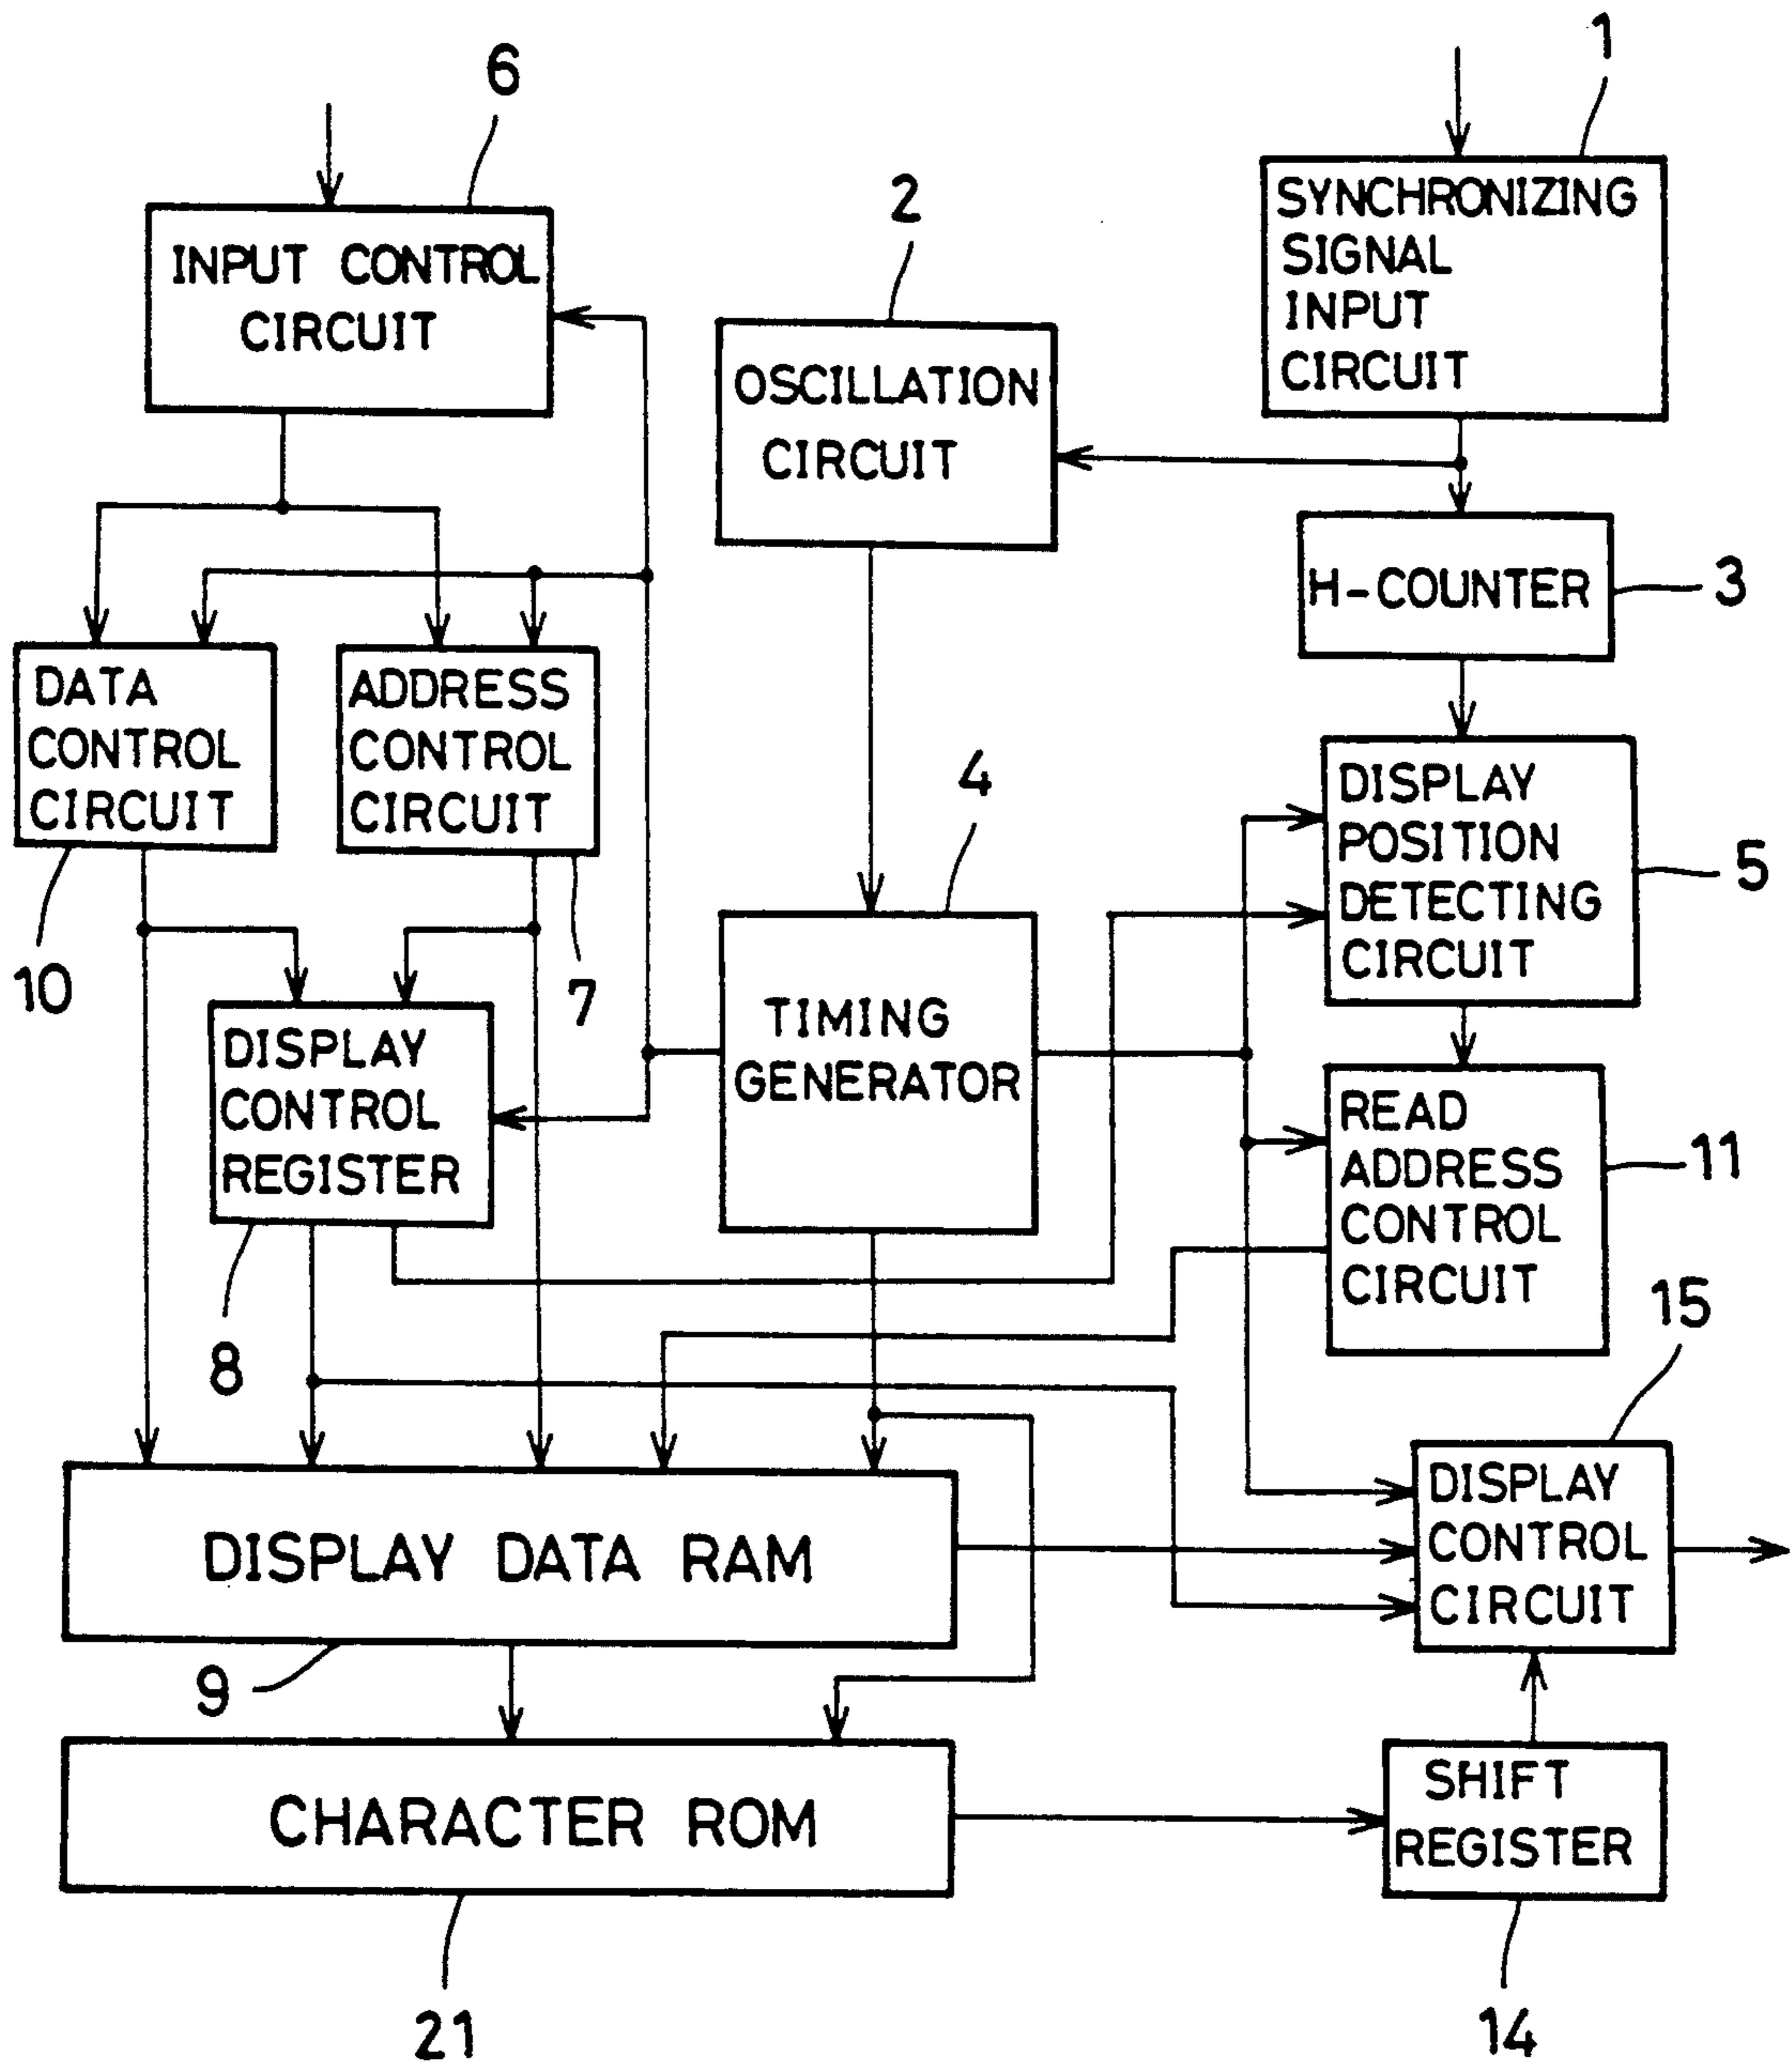 1
6
2
SYNCHRONIZING
SIGNAL
INPUT
CIRCUIT
INPUT CONTROL
CIRCUIT
OSCILLATION
CIRCUIT
H-COUNTER
3
DATA
CONTROL
CIRCUIT
ADDRESS
CONTROL
CIRCUIT
4
DISPLAY
POSITION
DETECTING
CIRCUIT
5
10
7
DISPLAY
CONTROL
REGISTER
TIMING
GENERATOR
READ
ADDRESS
CONTROL
CIRCUIT
11
8
15
DISPLAY DATA RAM
DISPLAY
CONTROL
CIRCUIT
9
CHARACTER ROM
SHIFT
REGISTER
21
14